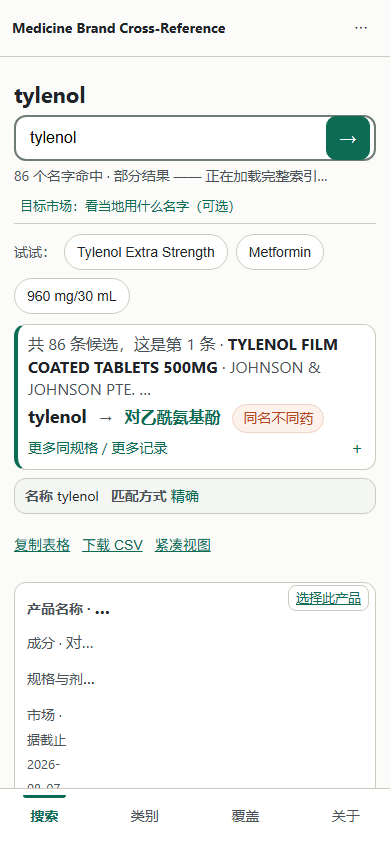 Medicine Brand Cross-Reference ...
tylenol
tylenol →
86 个名字命中 · 部分结果 —— 正在加载完整索引...
目标市场：看当地用什么名字（可选）
试试： Tylenol Extra Strength Metformin
960 mg/30 mL
共 86 条候选，这是第 1 条 · TYLENOL FILM
COATED TABLETS 500MG · JOHNSON &
JOHNSON PTE. ...
tylenol → 对乙酰氨基酚 同名不同药
更多同规格 / 更多记录 +
名称 tylenol 匹配方式 精确
复制表格 下载 CSV 紧凑视图
选择此产品
产品名称 · ...
成分 · 对...
规格与剂...
市场 ·
据截止
2026-
搜索 类别 覆盖 关于